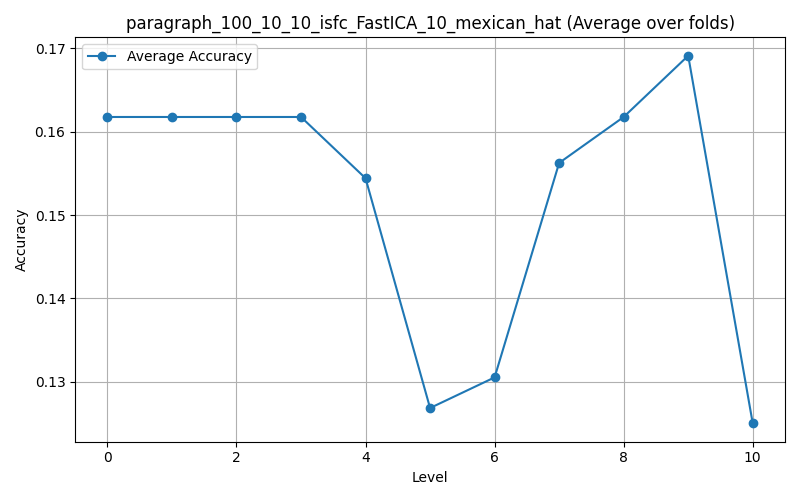 paragraph_100_10_10_isfc_FastICA_10_mexican_hat (Average over folds)
Average Accuracy
0.17
0.16
0.15
0.14
0.13
Accuracy
0 2 4 6 8 10
Level